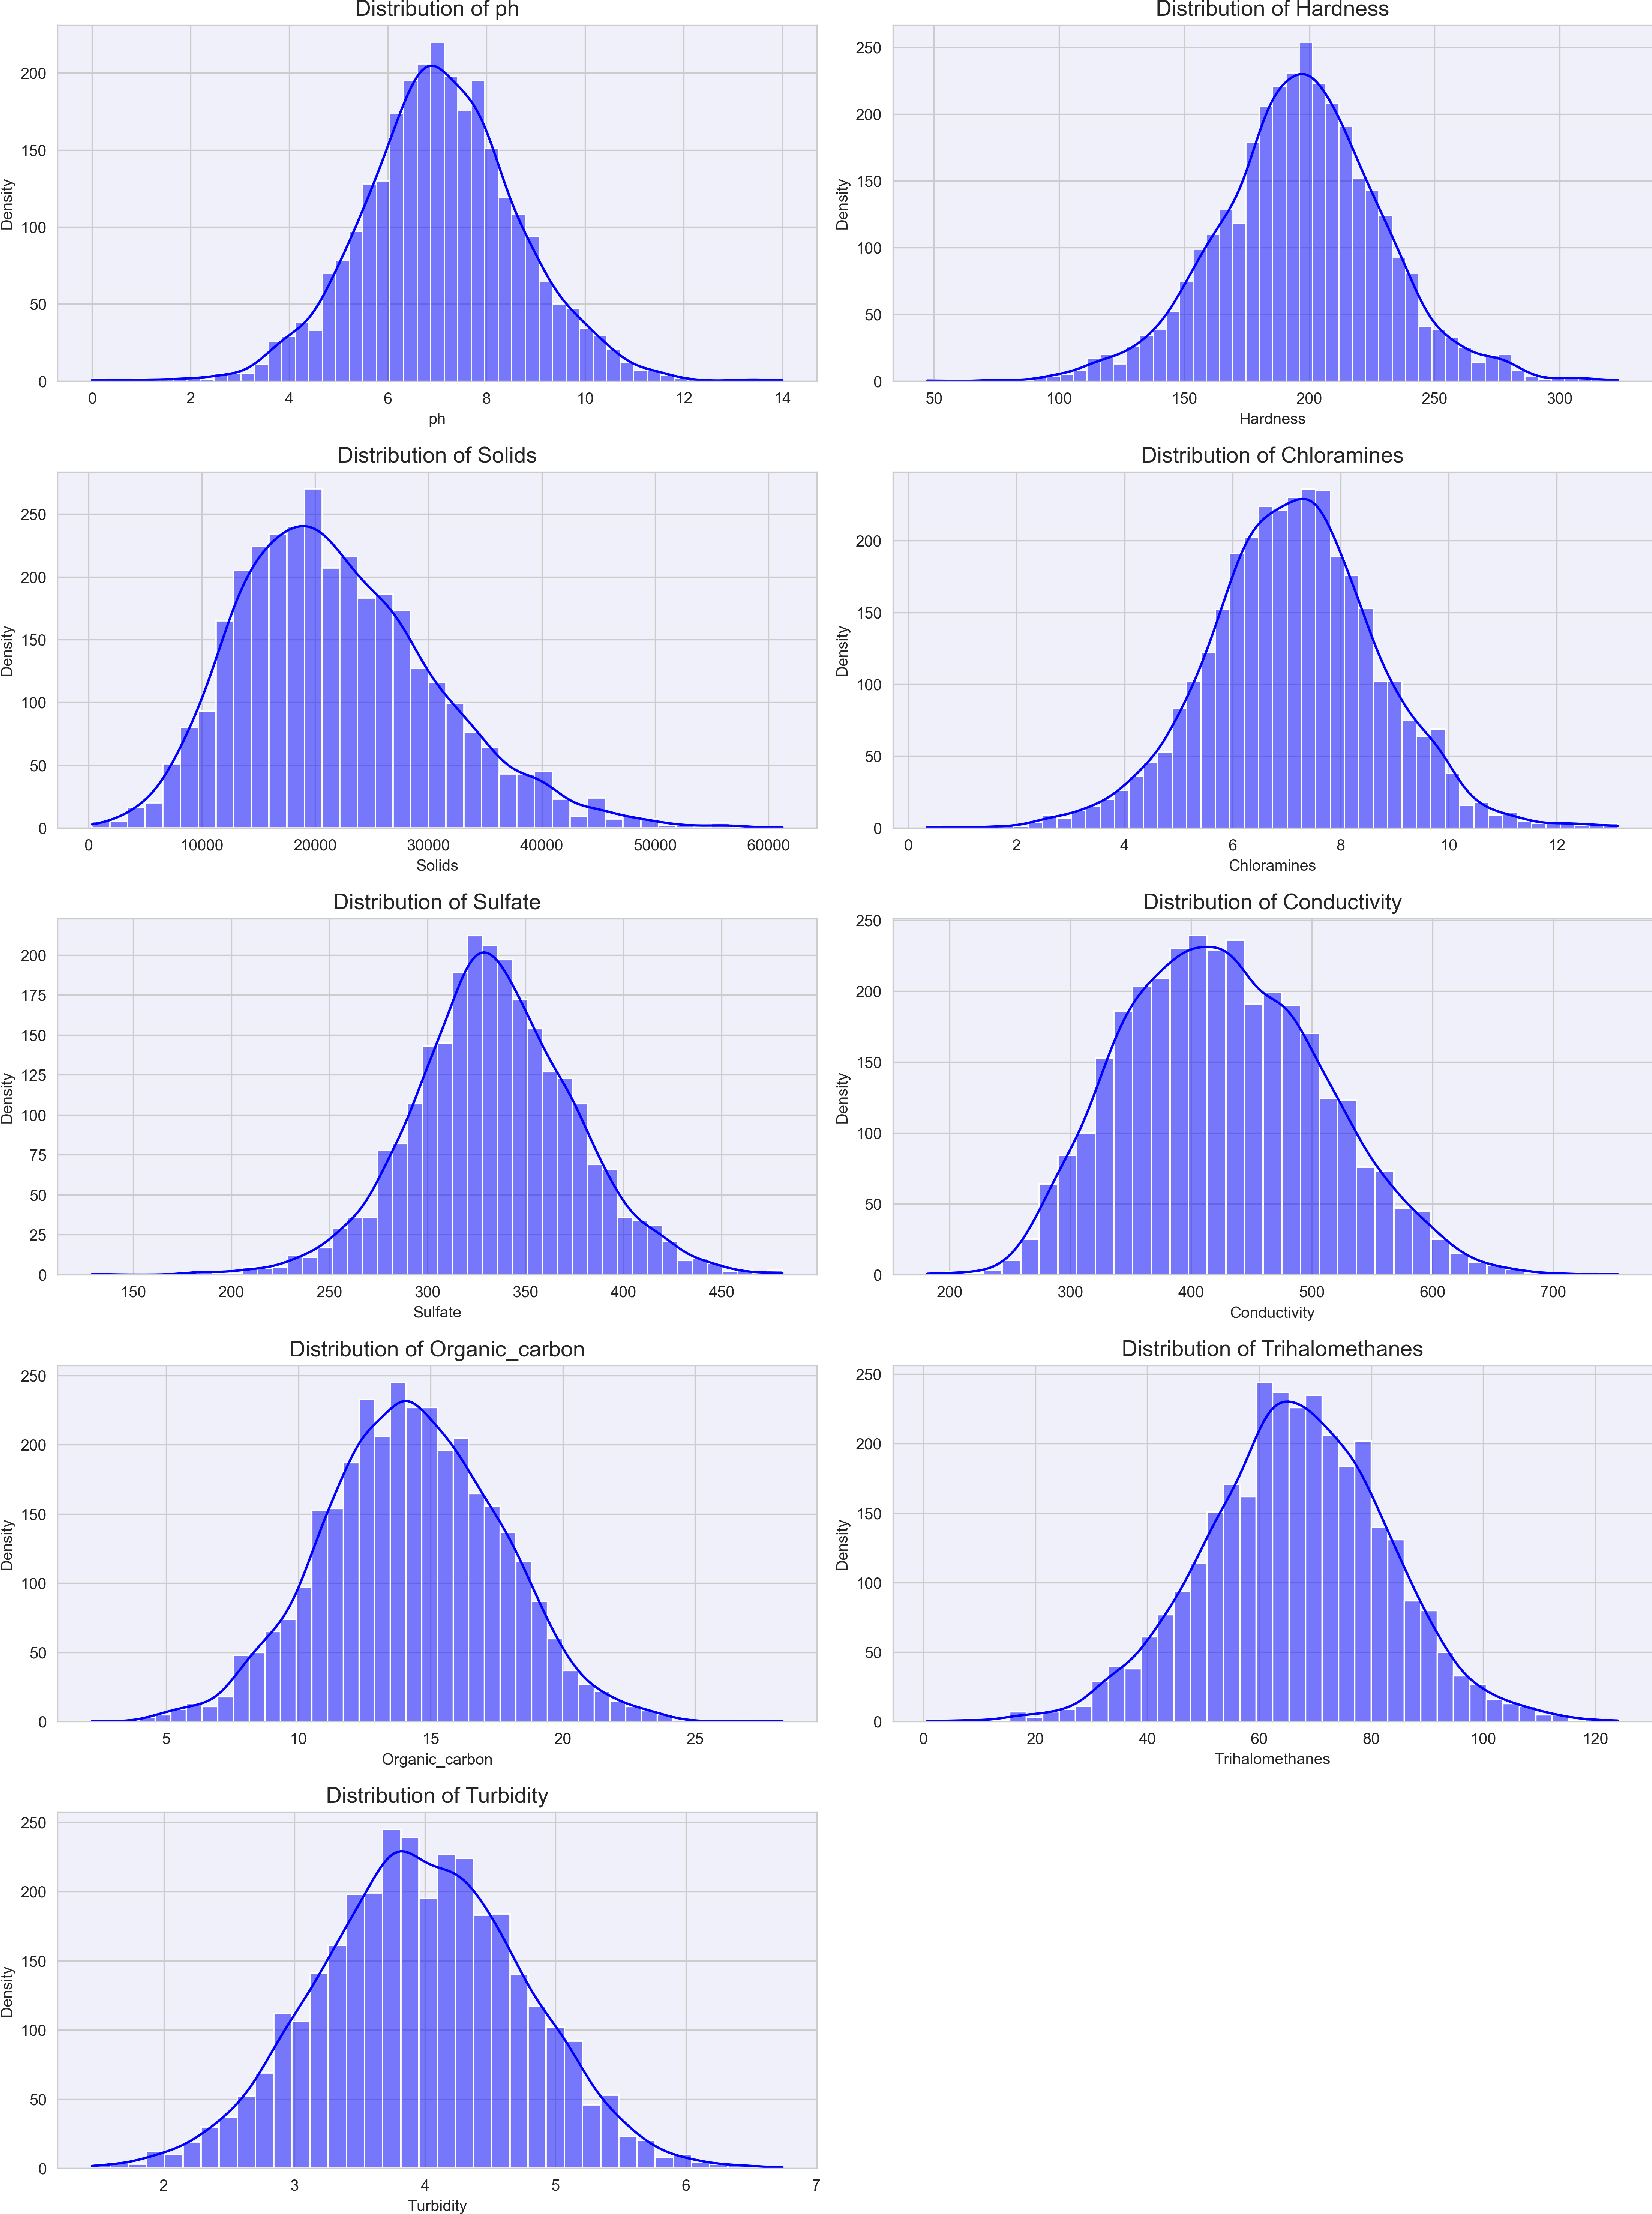 Distribution of ph
Density
200
150
100
50
0
0 2 4 6 8 10 12 14
ph
Distribution of Hardness
Density
250
200
150
100
50
0
50 100 150 200 250 300
Hardness
Distribution of Solids
Density
250
200
150
100
50
0
0 10000 20000 30000 40000 50000 60000
Solids
Distribution of Chloramines
Density
200
150
100
50
0
0 2 4 6 8 10 12
Chloramines
Distribution of Sulfate
Density
200
175
150
125
100
75
50
25
0
150 200 250 300 350 400 450
Sulfate
Distribution of Conductivity
Density
250
200
150
100
50
0
200 300 400 500 600 700
Conductivity
Distribution of Organic_carbon
Density
250
200
150
100
50
0
5 10 15 20 25
Organic_carbon
Distribution of Trihalomethanes
Density
250
200
150
100
50
0
0 20 40 60 80 100 120
Trihalomethanes
Distribution of Turbidity
Density
250
200
150
100
50
0
2 3 4 5 6 7
Turbidity